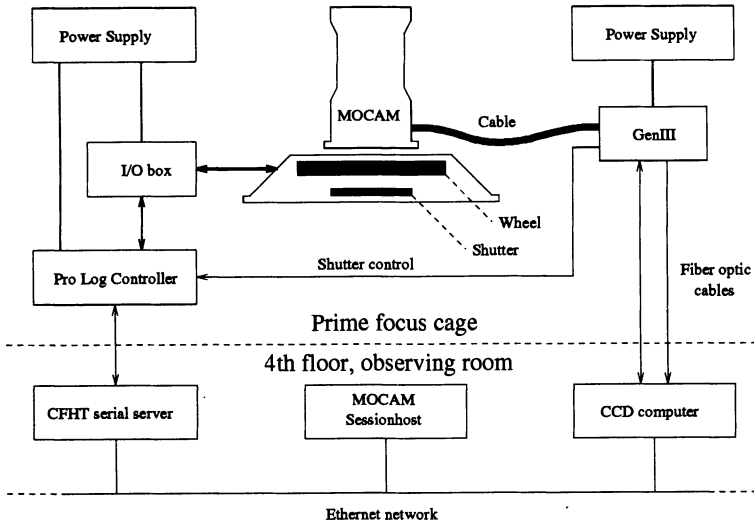 Power Supply
Power Supply
MOCAM
Cable
GenIII
I/O box
Wheel
Shutter
Pro Log Controller
Shutter control
Fiber optic
cables
Prime focus cage
4th floor, observing room
CFHT serial server
MOCAM
Sessionhost
CCD computer
Ethernet network